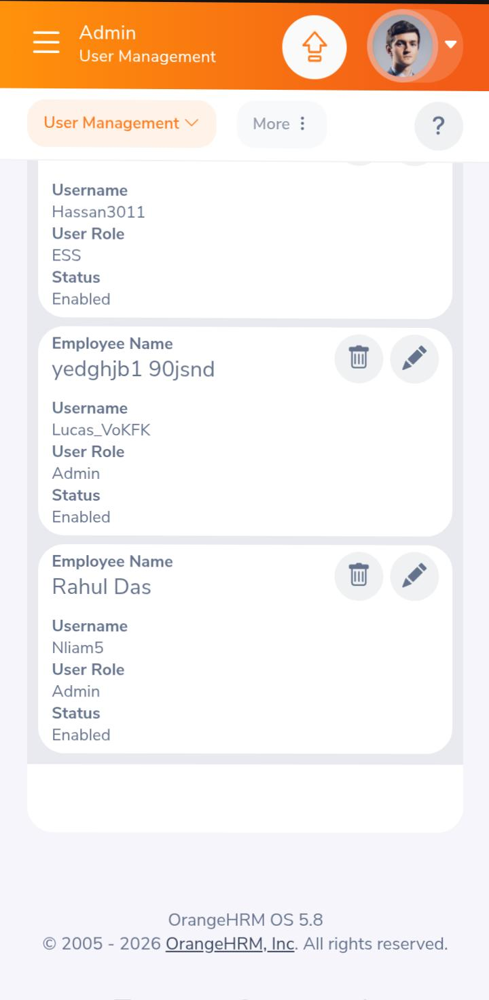 Admin
User Management
User Management
More
?
Username
Hassan3011
User Role
ESS
Status
Enabled
Employee Name
yedghjb1 90jsnd
Username
Lucas_VoKFK
User Role
Admin
Status
Enabled
Employee Name
Rahul Das
Username
Nliam5
User Role
Admin
Status
Enabled
OrangeHRM OS 5.8
© 2005 - 2026 OrangeHRM, Inc. All rights reserved.